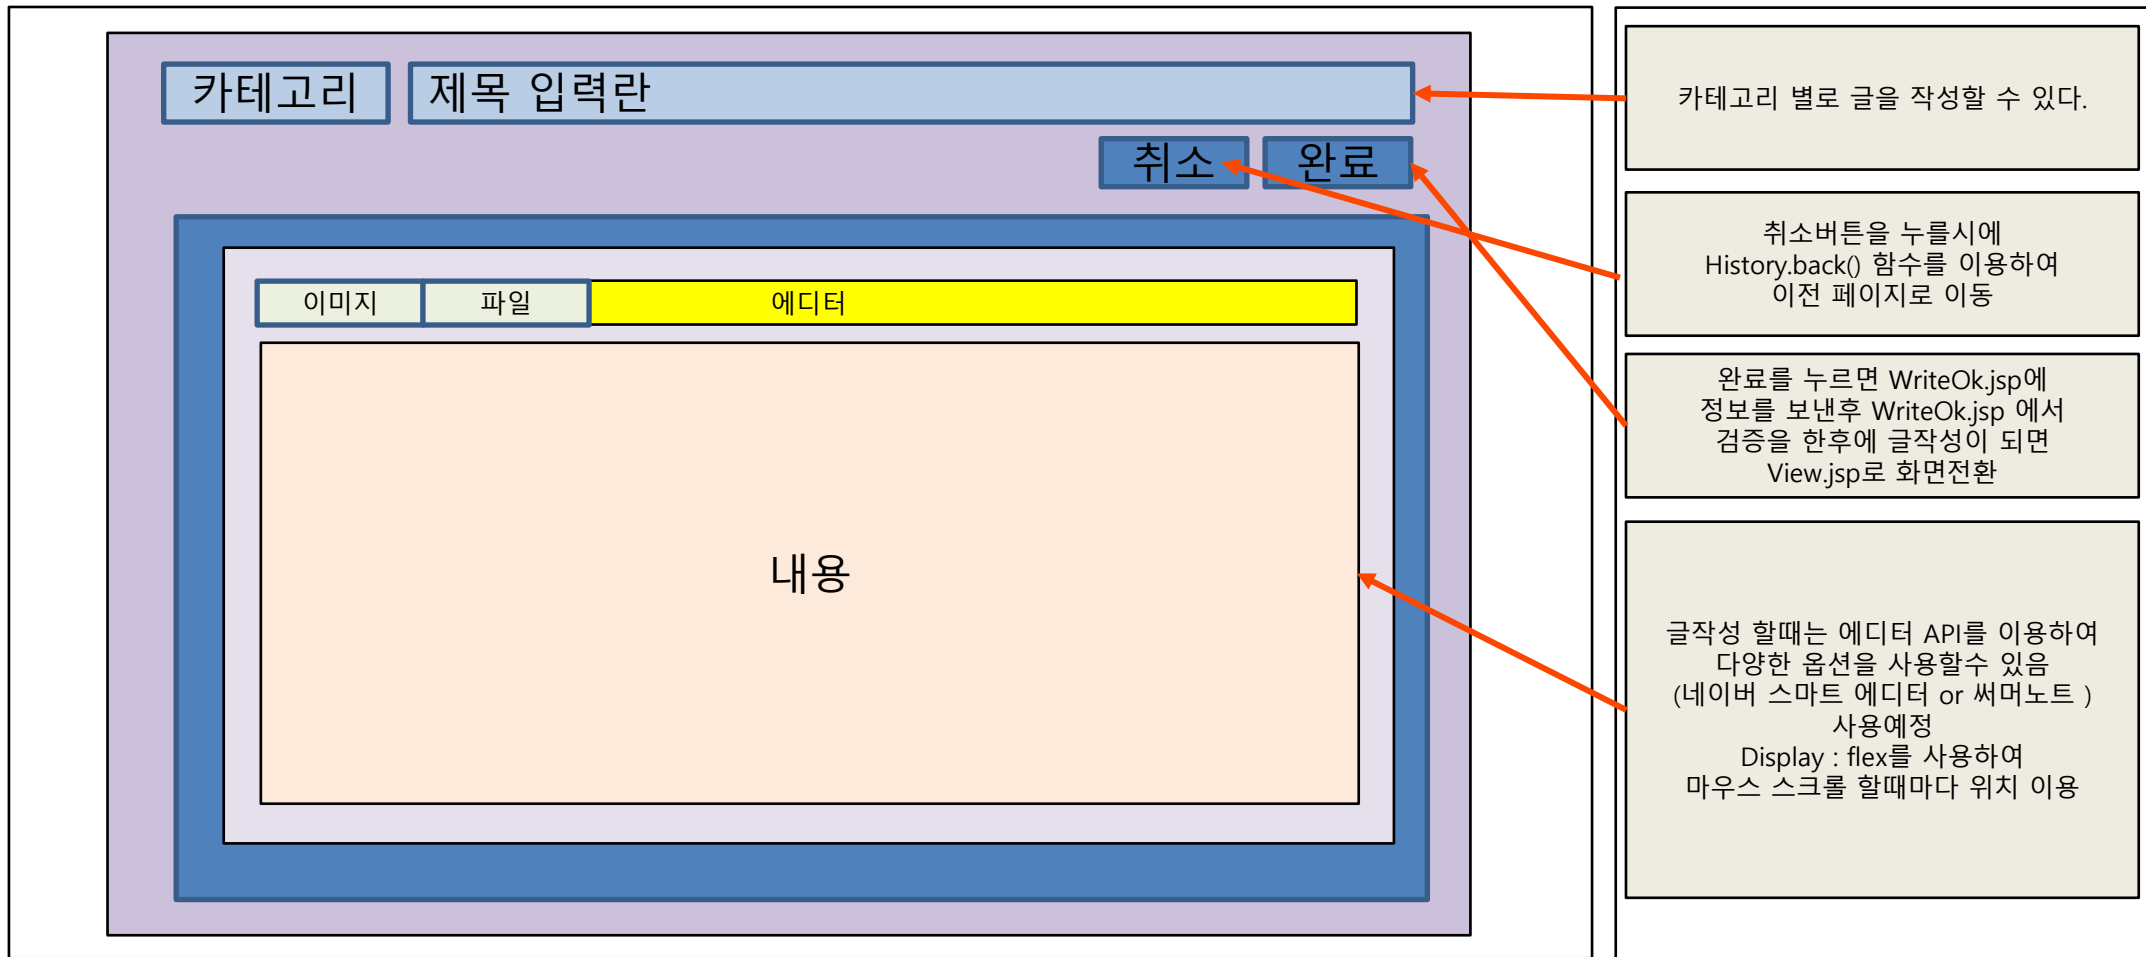 카테고리
제목 입력란
취소
완료
이미지
파일
에디터
내용
카테고리 별로 글을 작성할 수 있다.
취소버튼을 누를시에
History.back() 함수를 이용하여
이전 페이지로 이동
완료를 누르면 WriteOk.jsp에
정보를 보낸후 WriteOk.jsp 에서
검증을 한후에 글작성이 되면
View.jsp로 화면전환
글작성 할때는 에디터 API를 이용하여
다양한 옵션을 사용할수 있음
(네이버 스마트 에디터 or 써머노트 )
사용예정
Display : flex를 사용하여
마우스 스크롤 할때마다 위치 이용